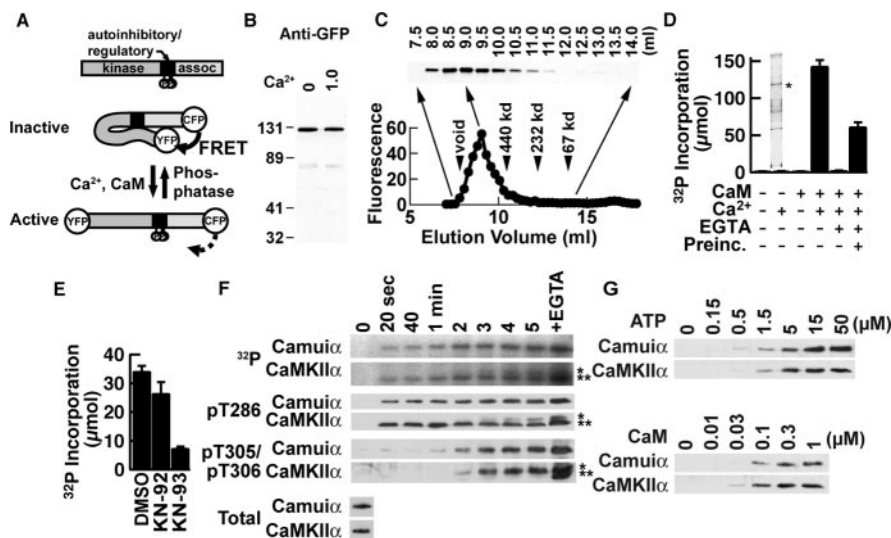 A
autoinhibitory/
regulatory
kinase
assoc
Inactive
CFP
YFP
FRET
Ca2+, CaM
Phos-
phatase
Active
YFP
CFP
B
Anti-GFP
Ca2+
0
1.0
131
89
41
32
C
7.5 8.0 8.5 9.0 9.5 10.0 10.5 11.0 11.5 12.0 12.5 13.0 13.5 14.0 (ml)
Fluorescence
60
40
20
0
void
440 kd
232 kd
67 kd
5 10 15
Elution Volume (ml)
D
32P Incorporation
(μmol)
150
100
50
0
*
CaM - - + + + +
Ca2+ - + - + + +
EGTA - - - - + +
Preinc. - - - - - +
E
32P Incorporation
(μmol)
40
30
20
10
0
DMSO
KN-92
KN-93
F
0 20 sec 40 1 min 2 3 4 5 +EGTA
32P
Camuiα
CaMKIIα
*
**
pT286
Camuiα
CaMKIIα
*
**
pT305/
pT306
Camuiα
CaMKIIα
*
**
Total
Camuiα
CaMKIIα
G
ATP
0 0.15 0.5 1.5 5 15 50 (μM)
Camuiα
CaMKIIα
CaM
0 0.01 0.03 0.1 0.3 1 (μM)
Camuiα
CaMKIIα